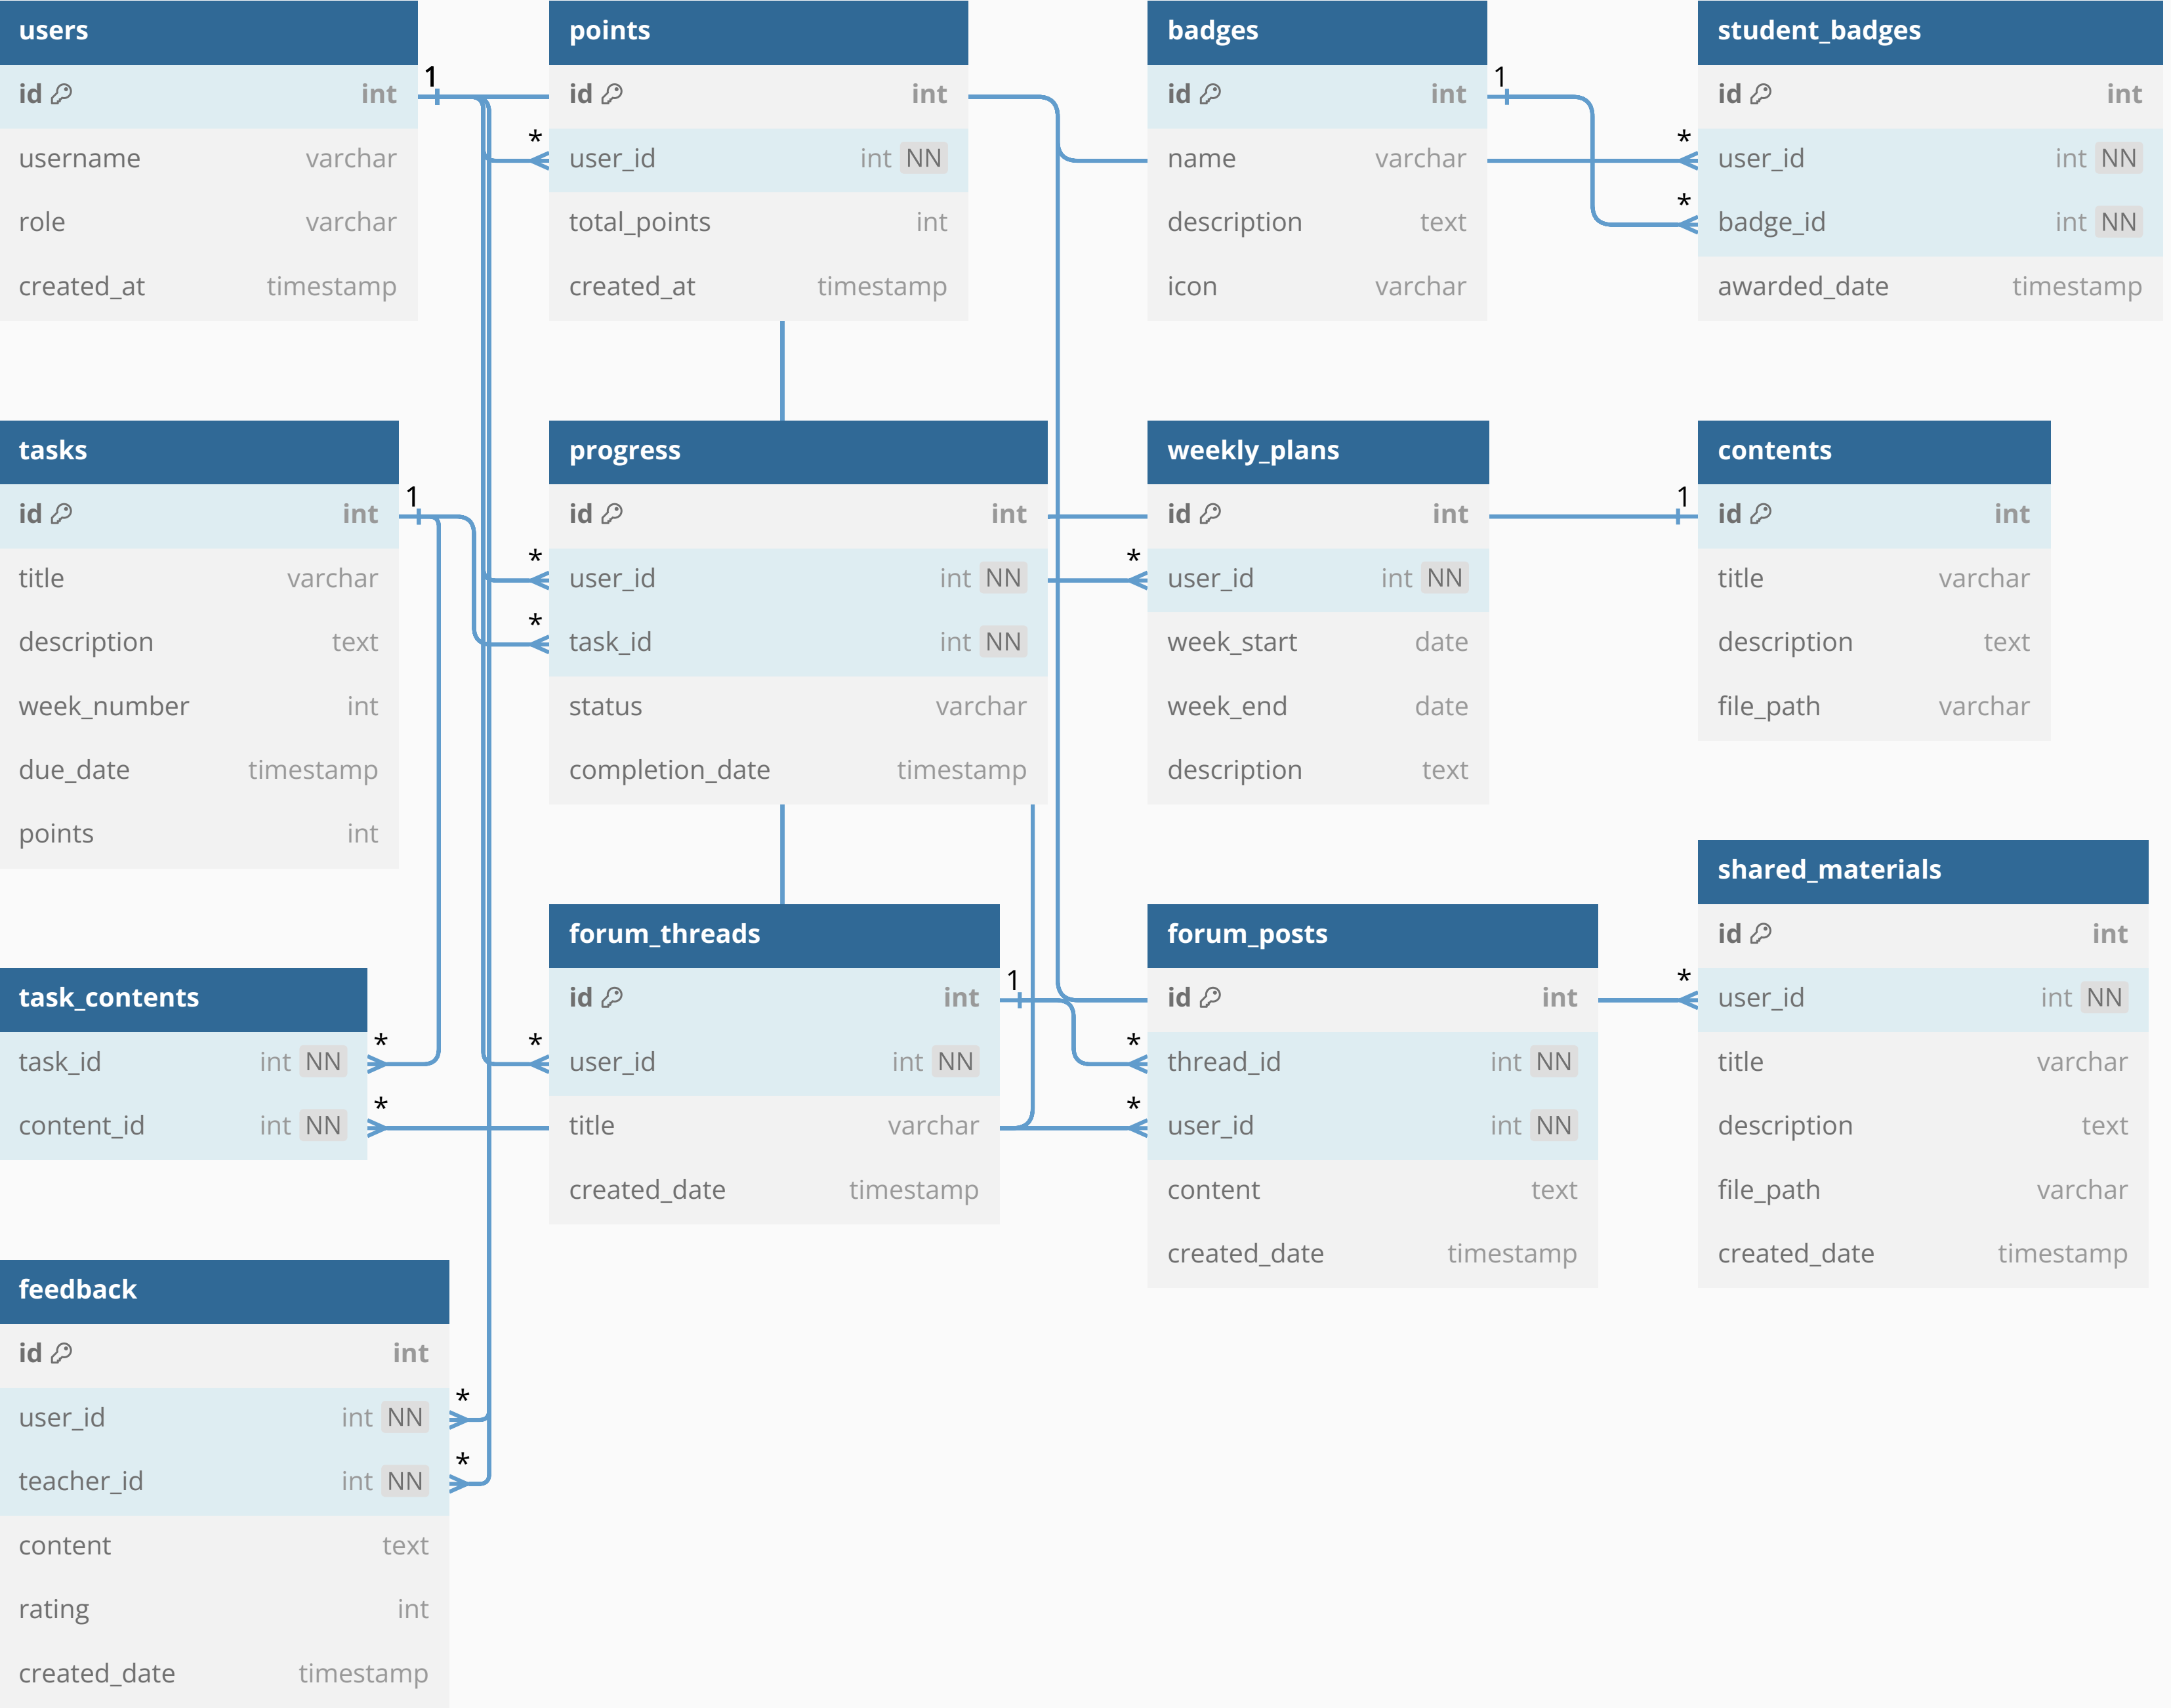 users
id int
username varchar
role varchar
created_at timestamp
1
points
id int
* user_id int NN
total_points int
created_at timestamp
badges
id int
name varchar
description text
icon varchar
1
student_badges
id int
* user_id int NN
* badge_id int NN
awarded_date timestamp
tasks
id int
title varchar
description text
week_number int
due_date timestamp
points int
1
progress
id int
* user_id int NN
* task_id int NN
status varchar
completion_date timestamp
weekly_plans
id int
* user_id int NN
week_start date
week_end date
description text
1
contents
id int
title varchar
description text
file_path varchar
task_contents
task_id int NN *
content_id int NN *
forum_threads
id int
* user_id int NN
title varchar
created_date timestamp
1
forum_posts
id int
* thread_id int NN
* user_id int NN
content text
created_date timestamp
shared_materials
id int
* user_id int NN
title varchar
description text
file_path varchar
created_date timestamp
feedback
id int
user_id int NN *
teacher_id int NN *
content text
rating int
created_date timestamp